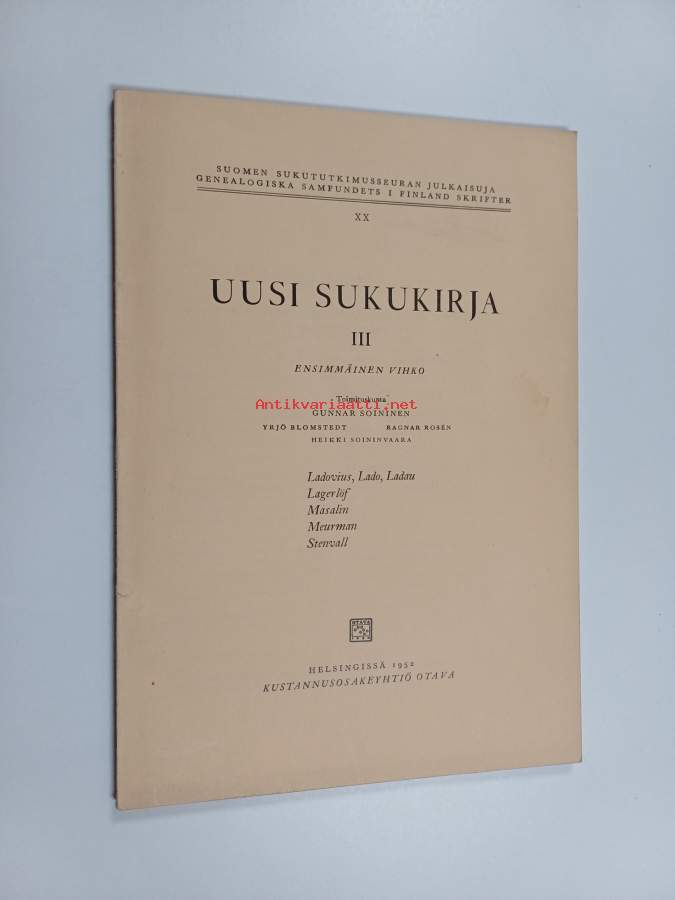 SUOMEN SUKUTUTKIMUSSEURAN JULKAISUJA
GENEALOGISKA SAMFUNDETS I FINLAND SKRIFTER
XX
UUSI SUKUKIRJA
III
ENSIMMÄINEN VIHKO
Toimituskunta
Antikvariaatti.net
GUNNAR SOININEN
YRJÖ BLOMSTEDT RAGNAR ROSÉN
HEIKKI SOININVAARA
Ladovius, Lado, Ladau
Lagerlöf
Masalin
Meurman
Stenvall
OTAVA
HELSINGISSÄ 1952
KUSTANNUSOSAKEYHTIÖ OTAVA